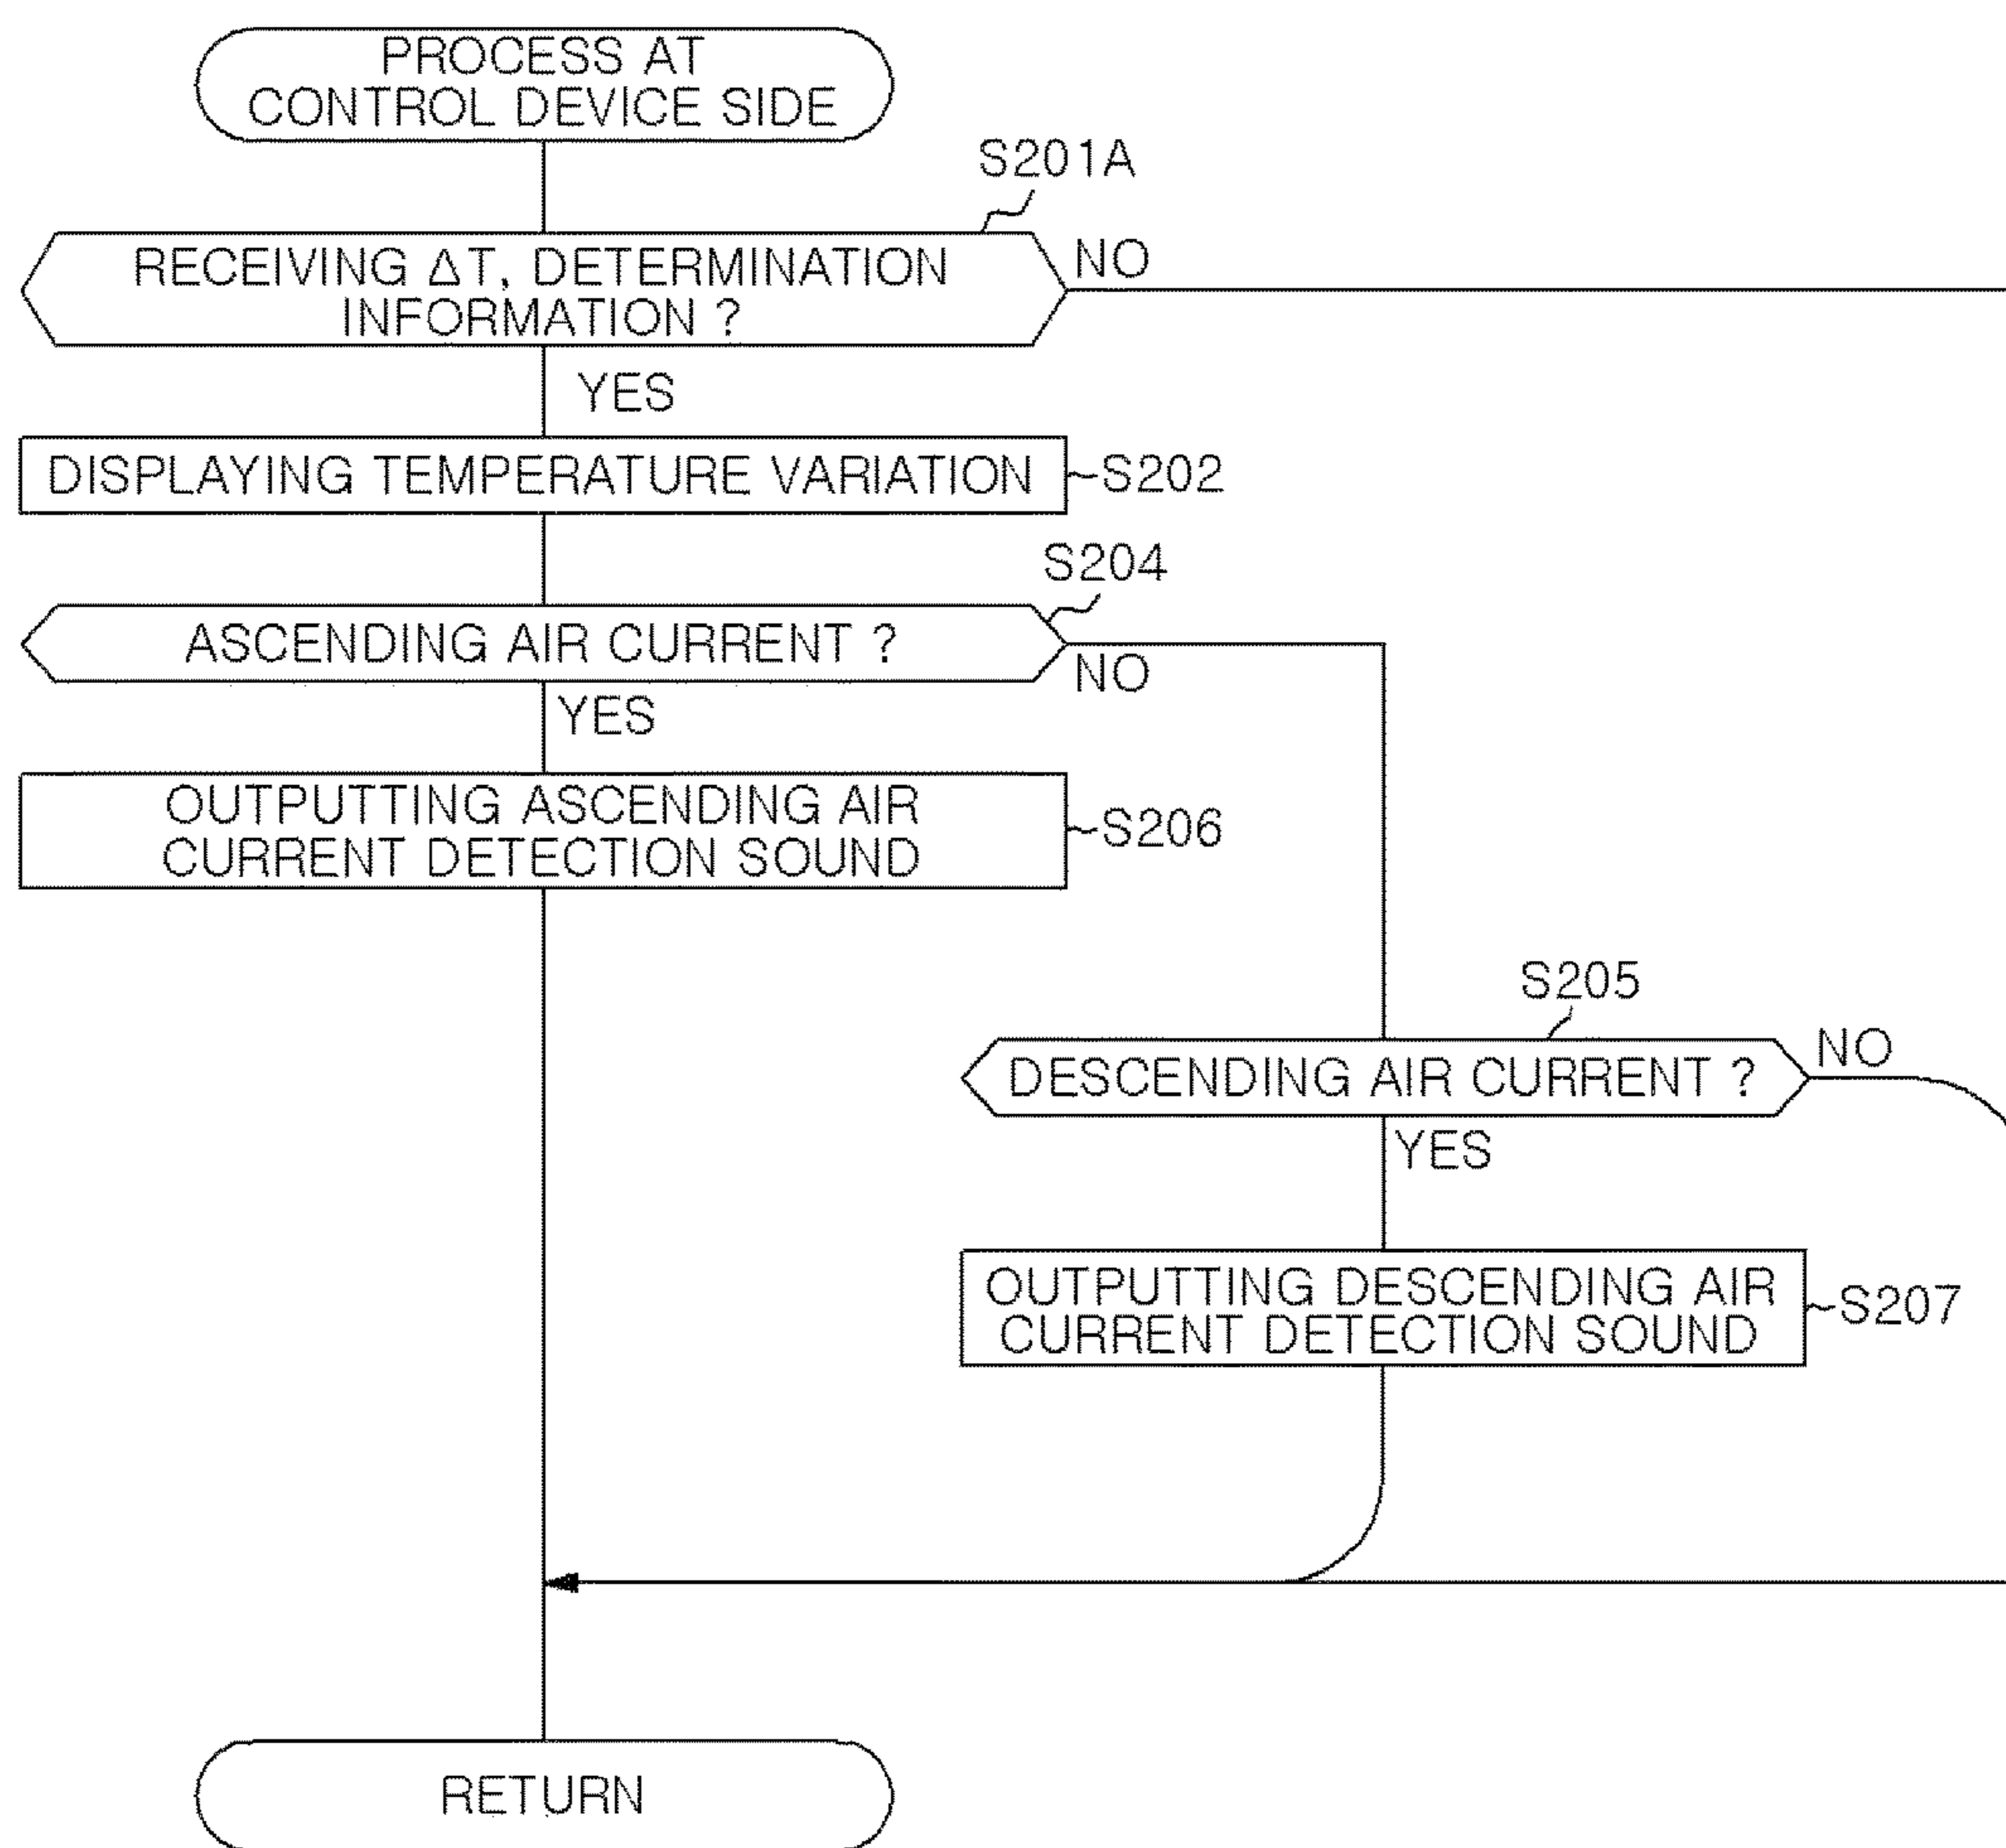 PROCESS AT
CONTROL DEVICE SIDE
S201A
RECEIVING ΔT, DETERMINATION
INFORMATION ?
NO
YES
DISPLAYING TEMPERATURE VARIATION
S202
S204
ASCENDING AIR CURRENT ?
NO
YES
OUTPUTTING ASCENDING AIR
CURRENT DETECTION SOUND
S206
S205
DESCENDING AIR CURRENT ?
NO
YES
OUTPUTTING DESCENDING AIR
CURRENT DETECTION SOUND
S207
RETURN